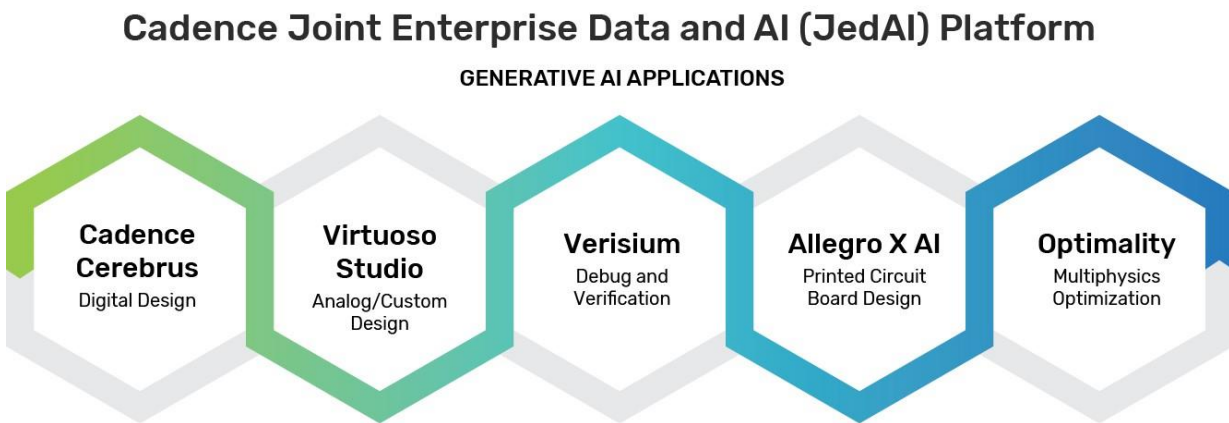 Cadence Joint Enterprise Data and AI (JedAI) Platform
GENERATIVE AI APPLICATIONS
Cadence
Cerebrus
Digital Design
Virtuoso
Studio
Analog/Custom
Design
Verisium
Debug and
Verification
Allegro X AI
Printed Circuit
Board Design
Optimality
Multiphysics
Optimization